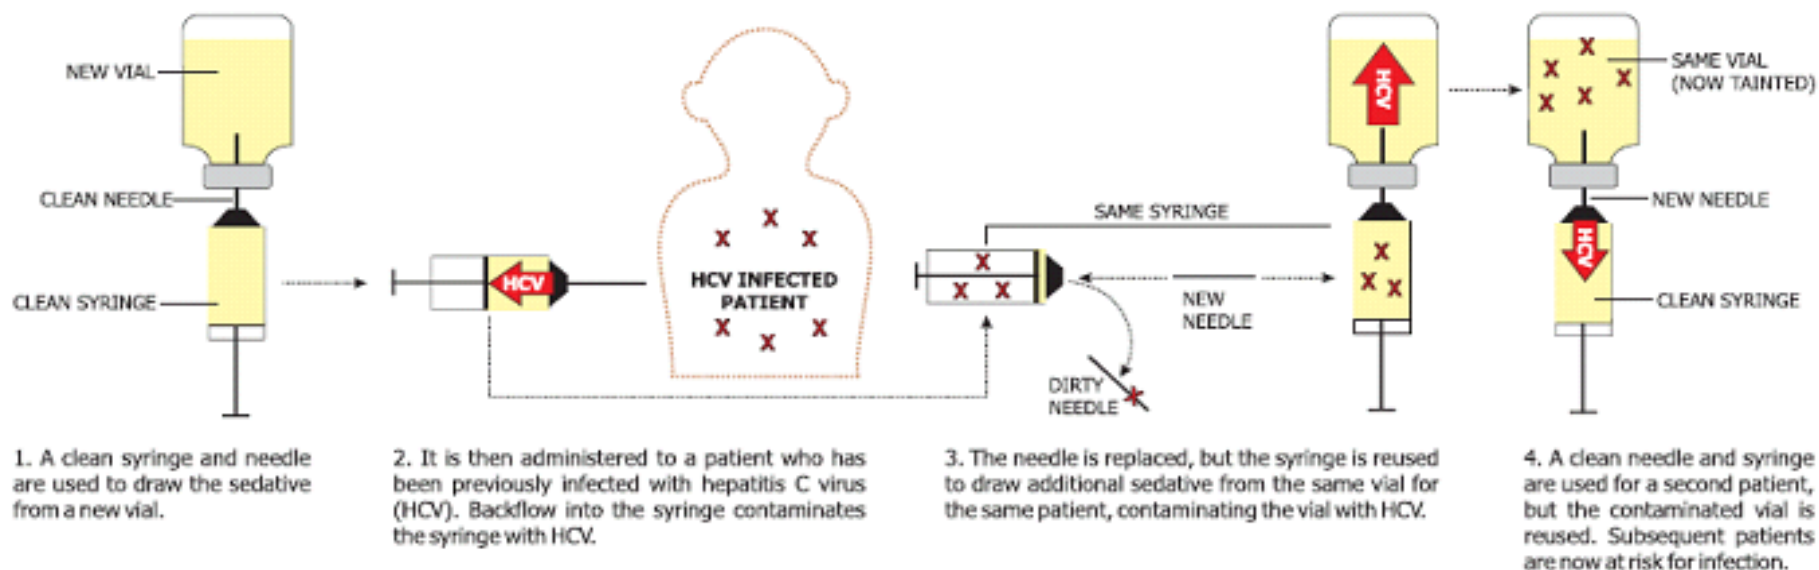 NEW VIAL
CLEAN NEEDLE
CLEAN SYRINGE
1. A clean syringe and needle
are used to draw the sedative
from a new vial.
HCV
HCV INFECTED
PATIENT
2. It is then administered to a patient who has
been previously infected with hepatitis C virus
(HCV). Backflow into the syringe contaminates
the syringe with HCV.
SAME SYRINGE
NEW
NEEDLE
DIRTY
NEEDLE
HCV
3. The needle is replaced, but the syringe is reused
to draw additional sedative from the same vial for
the same patient, contaminating the vial with HCV.
SAME VIAL
(NOW TAINTED)
NEW NEEDLE
HCV
CLEAN SYRINGE
4. A clean needle and syringe
are used for a second patient,
but the contaminated vial is
reused. Subsequent patients
are now at risk for infection.